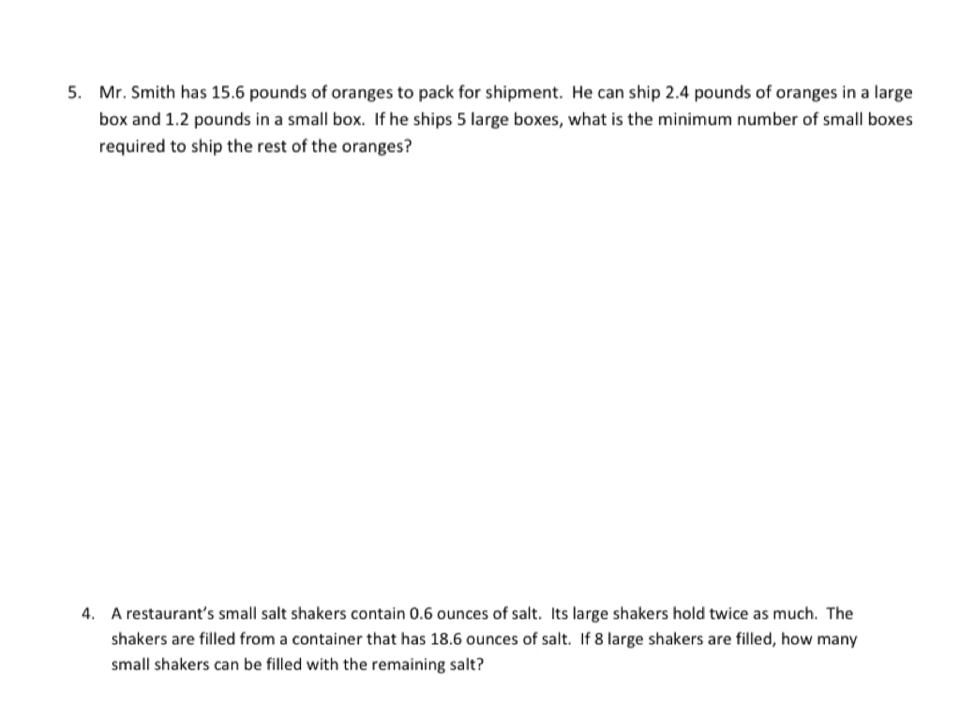 5. Mr. Smith has 15.6 pounds of oranges to pack for shipment. He can ship 2.4 pounds of oranges in a large
box and 1.2 pounds in a small box. If he ships 5 large boxes, what is the minimum number of small boxes
required to ship the rest of the oranges?
4. A restaurant's small salt shakers contain 0.6 ounces of salt. Its large shakers hold twice as much. The
shakers are filled from a container that has 18.6 ounces of salt. If 8 large shakers are filled, how many
small shakers can be filled with the remaining salt?